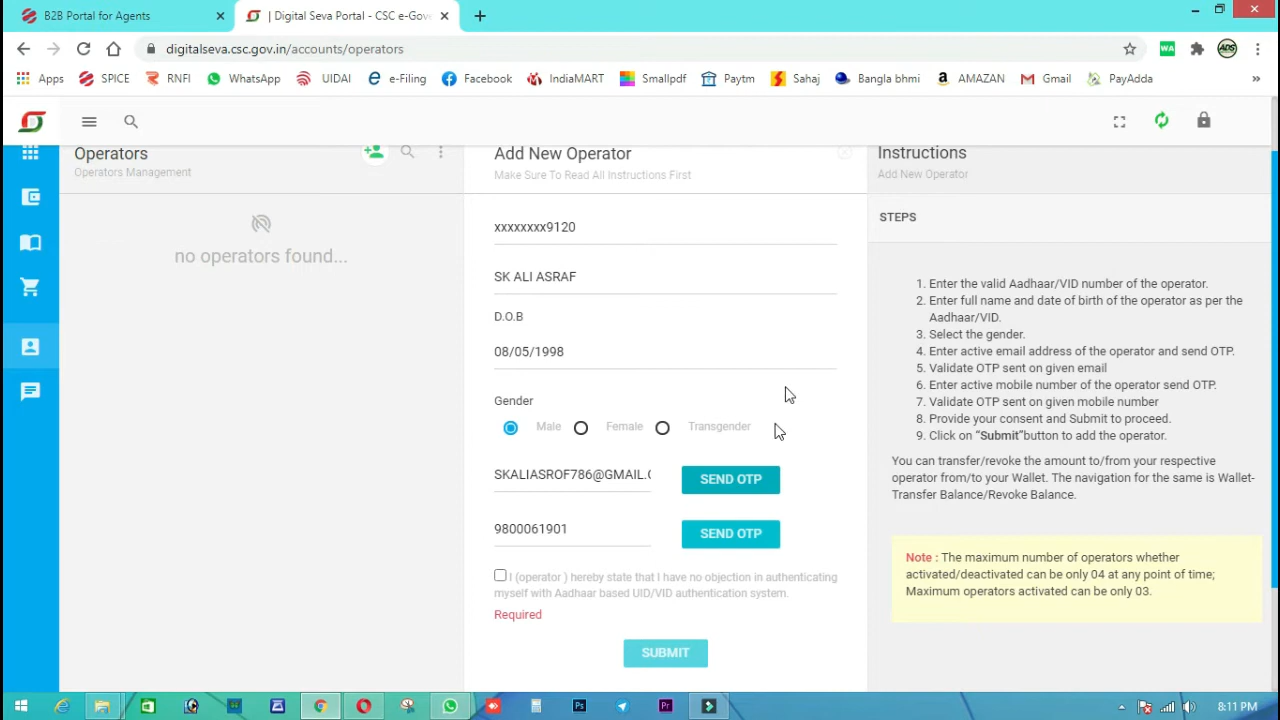 B2B Portal for Agents
| Digital Seva Portal - CSC e-Gove
digitalseva.csc.gov.in/accounts/operators
WA
ADS
Apps
SPICE
RNFI
WhatsApp
UIDAI
e-Filing
Facebook
IndiaMART
Smallpdf
Paytm
Sahaj
Bangla bhmi
AMAZAN
Gmail
PayAdda
»
Operators
Operators Management
no operators found...
Add New Operator
Make Sure To Read All Instructions First
xxxxxxxx9120
SK ALI ASRAF
D.O.B
08/05/1998
Gender
Male
Female
Transgender
SKALIASROF786@GMAIL.C
SEND OTP
9800061901
SEND OTP
I (operator ) hereby state that I have no objection in authenticating
myself with Aadhaar based UID/VID authentication system.
Required
SUBMIT
Instructions
Add New Operator
STEPS
1. Enter the valid Aadhaar/VID number of the operator.
2. Enter full name and date of birth of the operator as per the
Aadhaar/VID.
3. Select the gender.
4. Enter active email address of the operator and send OTP.
5. Validate OTP sent on given email
6. Enter active mobile number of the operator send OTP.
7. Validate OTP sent on given mobile number
8. Provide your consent and Submit to proceed.
9. Click on “Submit”button to add the operator.
You can transfer/revoke the amount to/from your respective
operator from/to your Wallet. The navigation for the same is Wallet-
Transfer Balance/Revoke Balance.
Note : The maximum number of operators whether
activated/deactivated can be only 04 at any point of time;
Maximum operators activated can be only 03.
Ps
Pr
8:11 PM